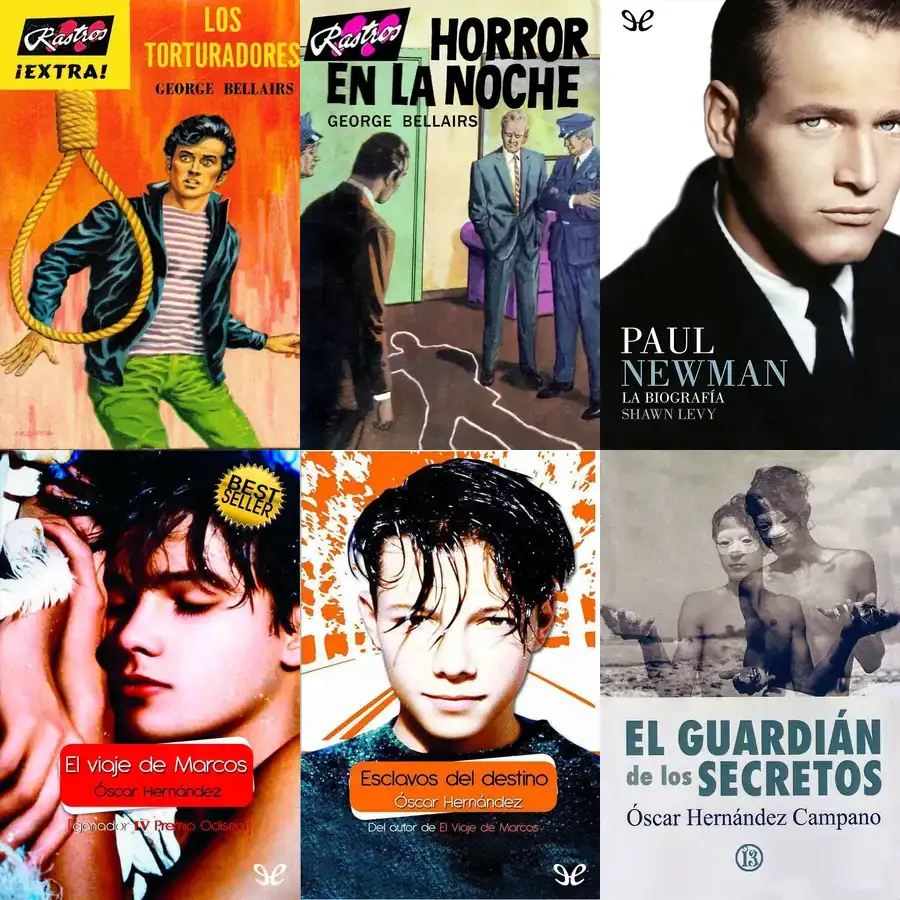 Rastros
¡EXTRA!
LOS
TORTURADORES
GEORGE BELLAIRS
Rastros
HORROR
EN LA NOCHE
GEORGE BELLAIRS
PAUL
NEWMAN
LA BIOGRAFÍA
SHAWN LEVY
BEST
SELLER
El viaje de Marcos
Óscar Hernández
[ganador IV Premio Odisea]
Esclavos del destino
Óscar Hernández
Del autor de El Viaje de Marcos
EL GUARDIÁN
de los SECRETOS
Óscar Hernández Campano
13